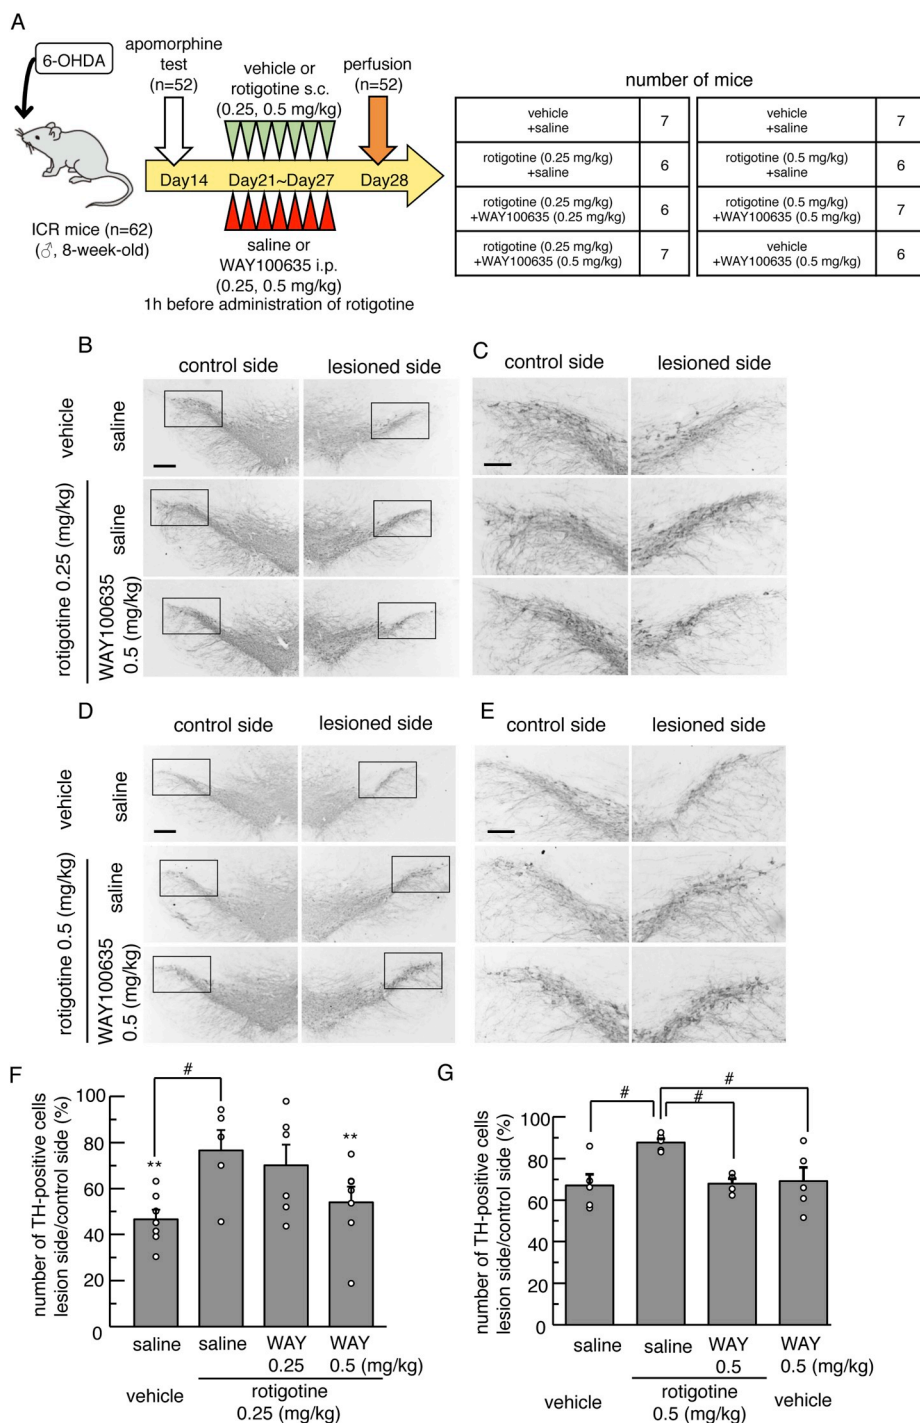 A
6-OHDA
ICR mice (n=62)
(♂, 8-week-old)
apomorphine
test
(n=52)
vehicle or
rotigotine s.c.
(0.25, 0.5 mg/kg)
perfusion
(n=52)
Day14
Day21~Day27
Day28
saline or
WAY100635 i.p.
(0.25, 0.5 mg/kg)
1h before administration of rotigotine
number of mice
vehicle
+saline
7
rotigotine (0.25 mg/kg)
+saline
6
rotigotine (0.25 mg/kg)
+WAY100635 (0.25 mg/kg)
6
rotigotine (0.25 mg/kg)
+WAY100635 (0.5 mg/kg)
7
vehicle
+saline
7
rotigotine (0.5 mg/kg)
+saline
6
rotigotine (0.5 mg/kg)
+WAY100635 (0.5 mg/kg)
7
vehicle
+WAY100635 (0.5 mg/kg)
6
B
control side
lesioned side
vehicle
saline
rotigotine 0.25 (mg/kg)
saline
WAY100635
0.5 (mg/kg)
C
control side
lesioned side
D
control side
lesioned side
vehicle
saline
rotigotine 0.5 (mg/kg)
saline
WAY100635
0.5 (mg/kg)
E
control side
lesioned side
F
number of TH-positive cells
lesion side/control side (%)
100
80
60
40
20
0
**
#
**
saline
saline
WAY
0.25
WAY
0.5 (mg/kg)
vehicle
rotigotine
0.25 (mg/kg)
G
number of TH-positive cells
lesion side/control side (%)
100
80
60
40
20
0
#
#
#
saline
saline
WAY
0.5
WAY
0.5 (mg/kg)
vehicle
rotigotine
0.5 (mg/kg)
vehicle